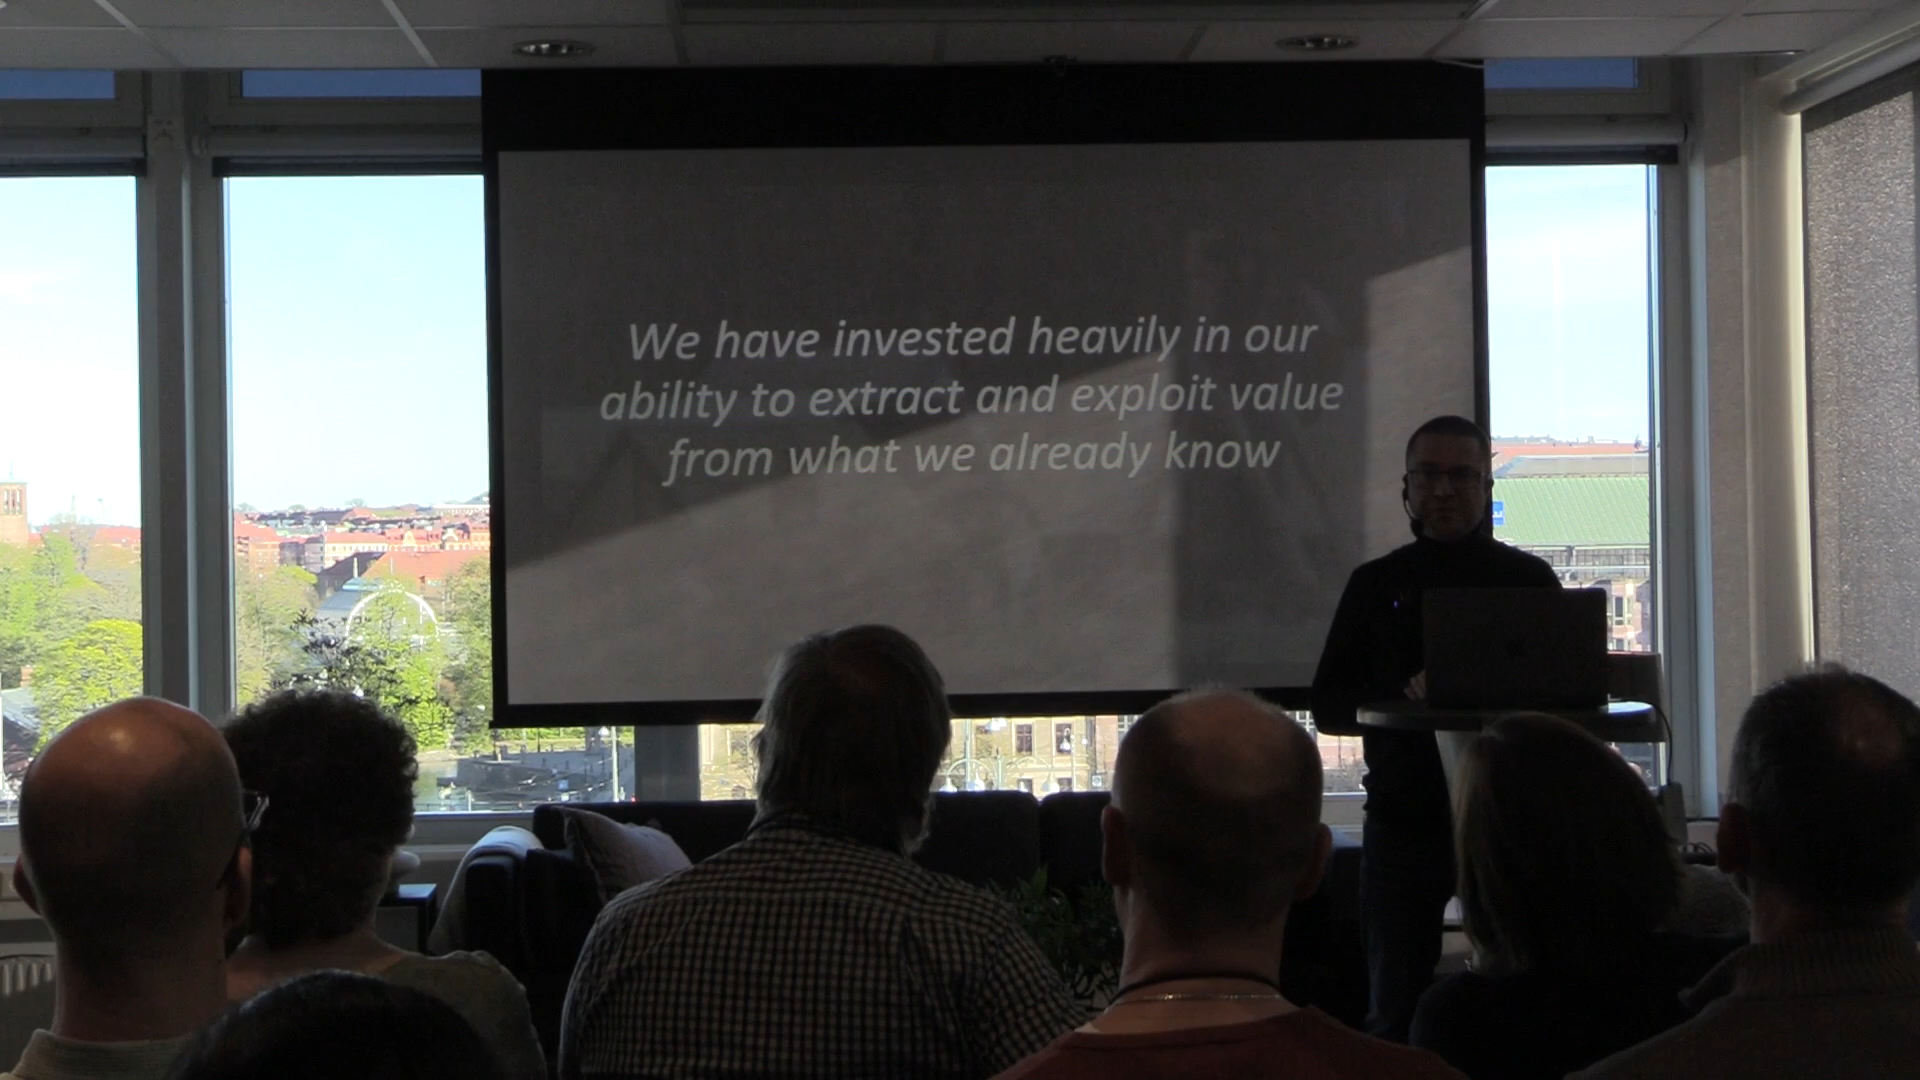 We have invested heavily in our
ability to extract and exploit value
from what we already know